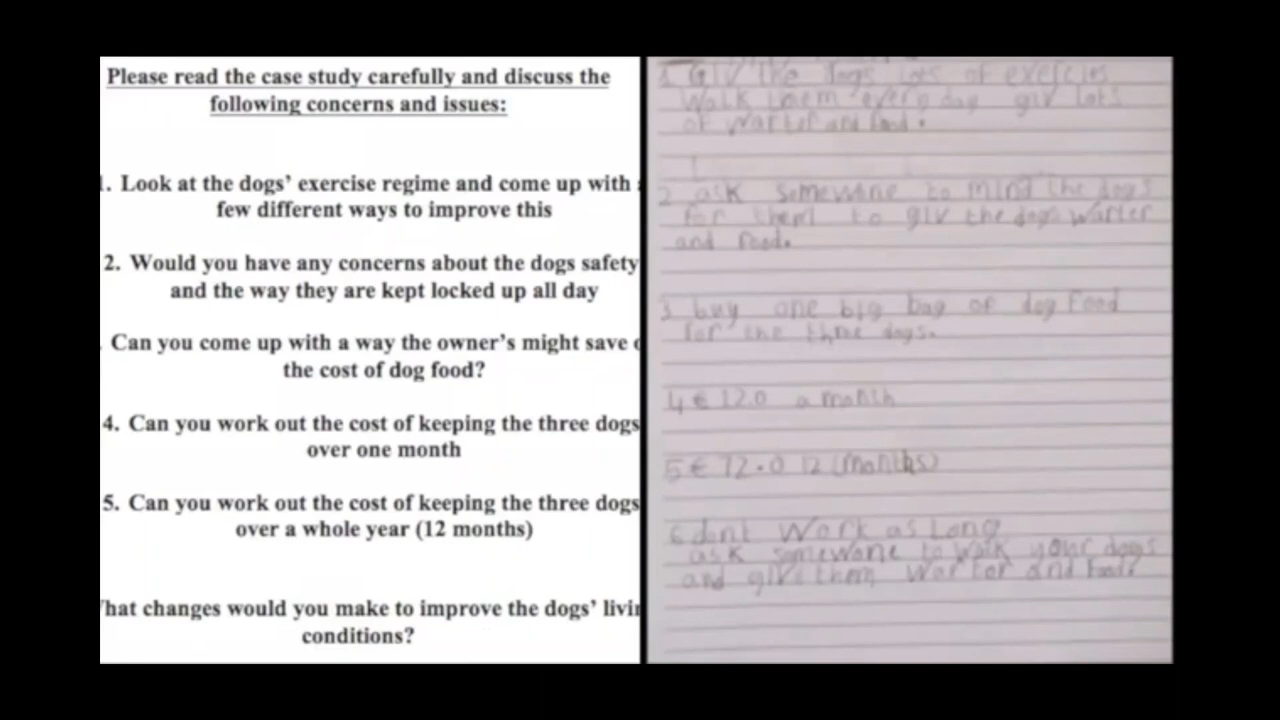 Please read the case study carefully and discuss the
following concerns and issues:
1. Look at the dogs' exercise regime and come up with
few different ways to improve this
2. Would you have any concerns about the dogs safety
and the way they are kept locked up all day
Can you come up with a way the owner's might save
the cost of dog food?
4. Can you work out the cost of keeping the three dogs
over one month
5. Can you work out the cost of keeping the three dogs
over a whole year (12 months)
hat changes would you make to improve the dogs' livi
conditions?
1 Giv the dogs lots of exercies
walk them every day giv lots
of warter and food.
2 ask somewone to mind the dogs
for them to giv the dogs warter
and food.
3 buy one big bag of dog food
for the three dogs.
4 € 120 a month
5 € 72.0 12 (months)
6 dont work as long
ask somewone to walk your dogs
and giv them warter and food.